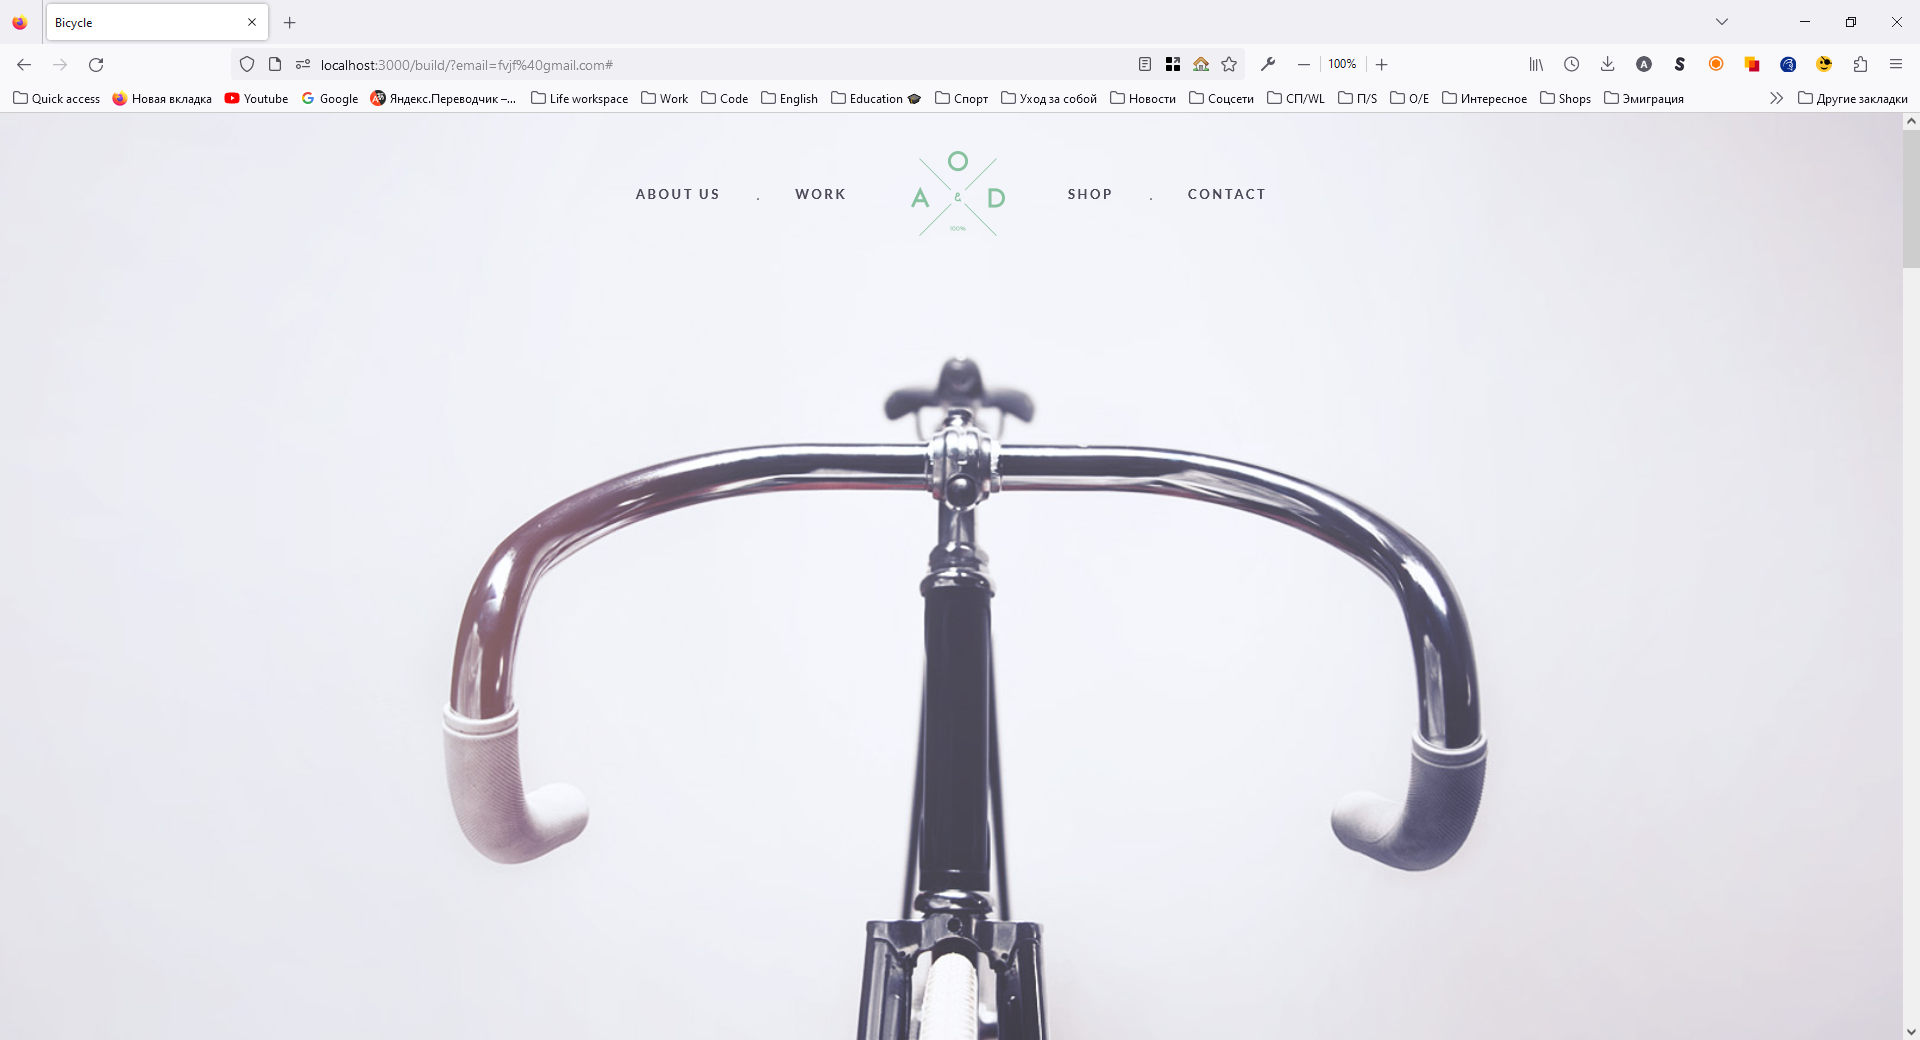 Bicycle
localhost:3000/build/?email=fvjf%40gmail.com#
100%
Quick access Новая вкладка Youtube Google Яндекс.Переводчик –... Life workspace Work Code English Education Спорт Уход за собой Новости Соцсети СП/WL П/S O/E Интересное Shops Эмиграция Другие закладки
ABOUT US . WORK
O
A & D
100%
SHOP . CONTACT